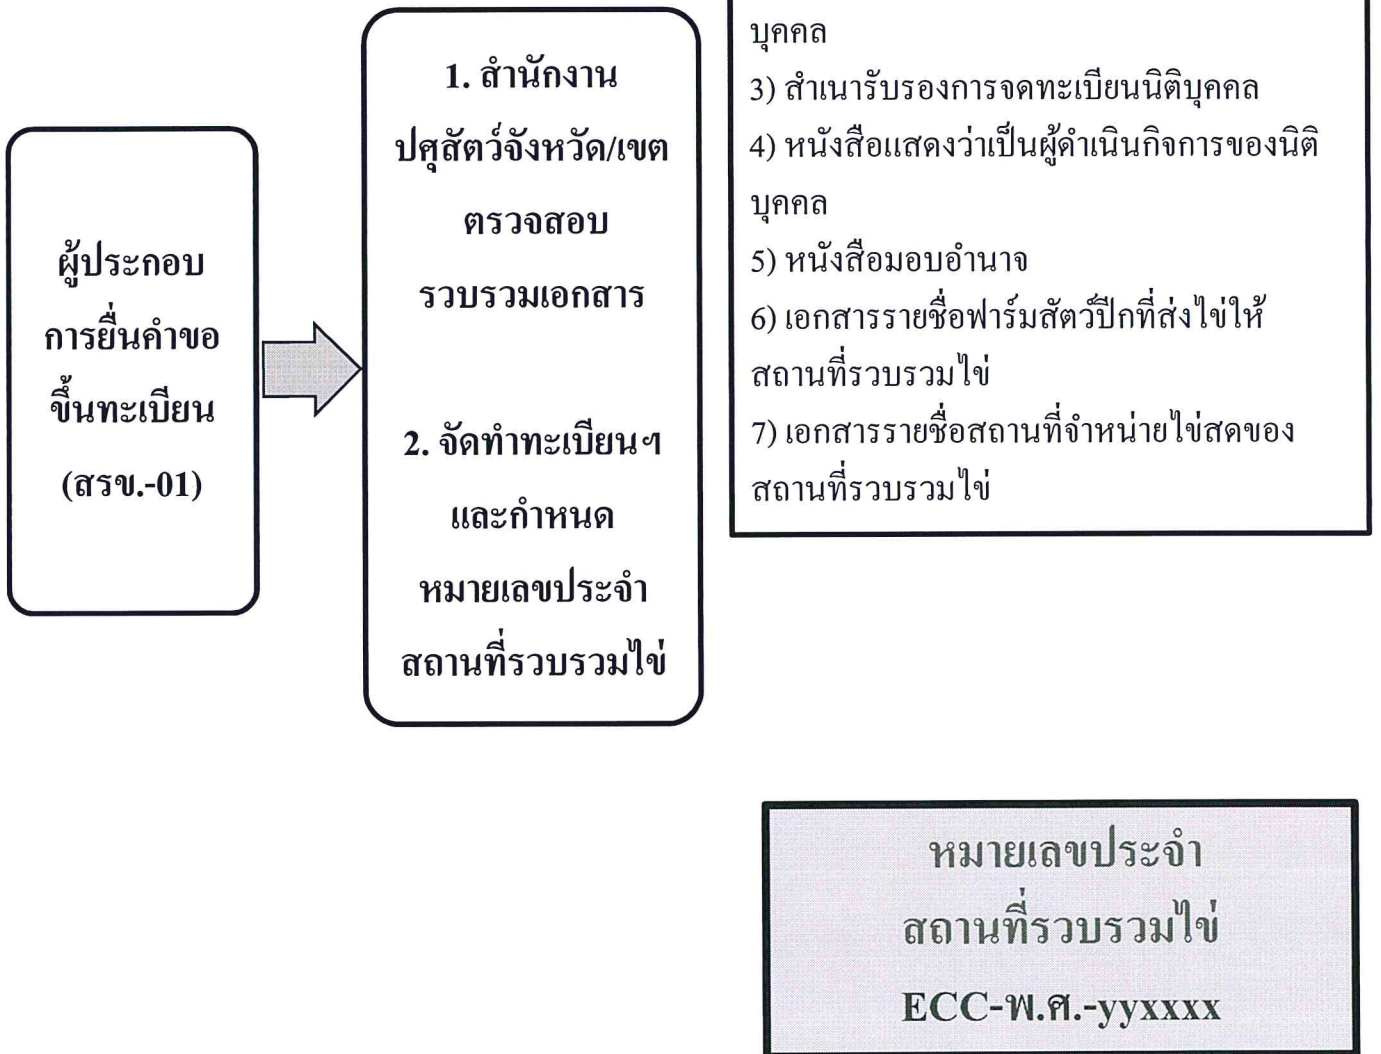 ผู้ประกอบ
การยื่นคำขอ
ขึ้นทะเบียน
(สรข.-01)
1. สำนักงาน
ปศุสัตว์จังหวัด/เขต
ตรวจสอบ
รวบรวมเอกสาร
2. จัดทำทะเบียนฯ
และกำหนด
หมายเลขประจำ
สถานที่รวบรวมไข่
บุคคล
3) สำเนารับรองการจดทะเบียนนิติบุคคล
4) หนังสือแสดงว่าเป็นผู้ดำเนินกิจการของนิติ
บุคคล
5) หนังสือมอบอำนาจ
6) เอกสารรายชื่อฟาร์มสัตว์ปีกที่ส่งไข่ให้
สถานที่รวบรวมไข่
7) เอกสารรายชื่อสถานที่จำหน่ายไข่สดของ
สถานที่รวบรวมไข่
หมายเลขประจำ
สถานที่รวบรวมไข่
ECC-พ.ศ.-yyxxxx